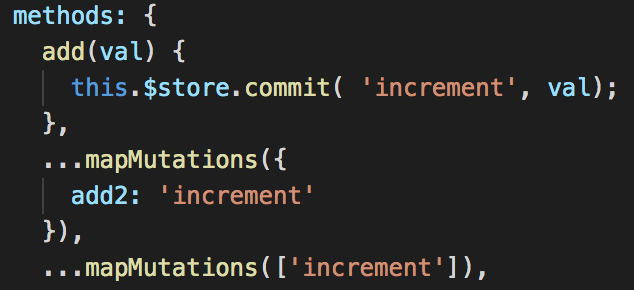 methods: {
add(val) {
this.$store.commit( 'increment', val);
},
...mapMutations({
add2: 'increment'
}),
...mapMutations(['increment']),